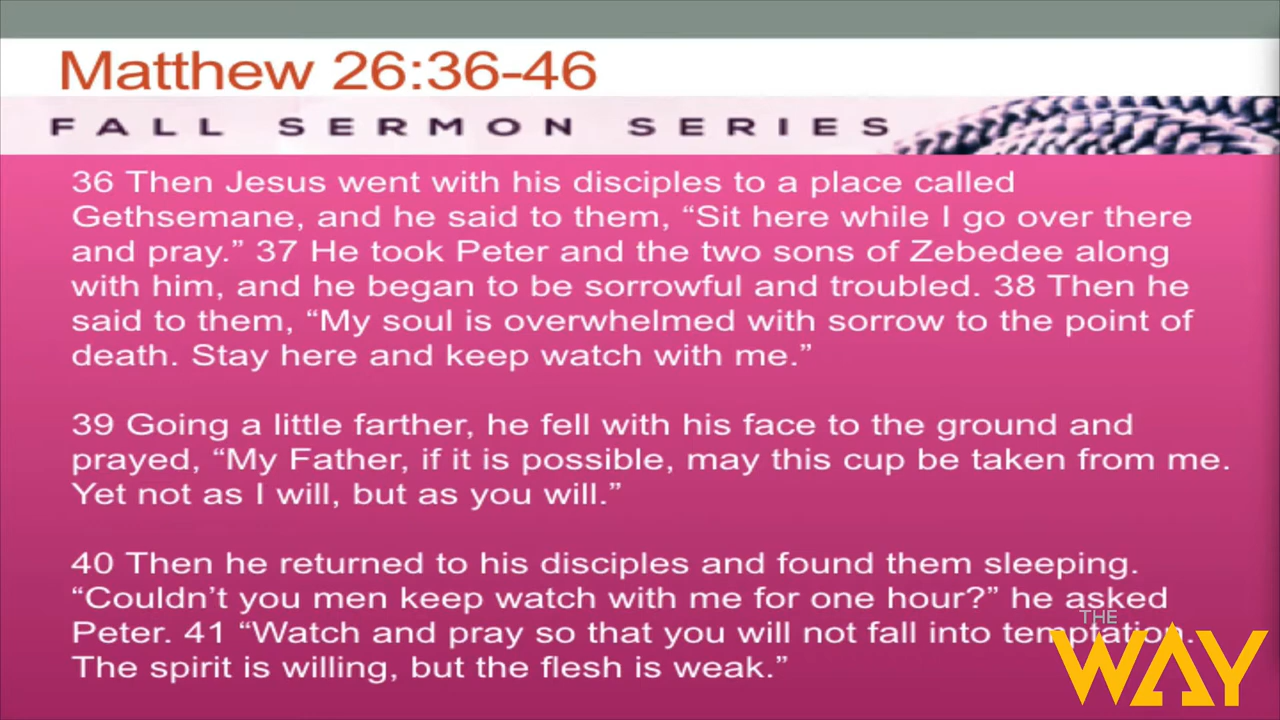 Matthew 26:36-46
FALL SERMON SERIES
36 Then Jesus went with his disciples to a place called
Gethsemane, and he said to them, “Sit here while I go over there
and pray.” 37 He took Peter and the two sons of Zebedee along
with him, and he began to be sorrowful and troubled. 38 Then he
said to them, “My soul is overwhelmed with sorrow to the point of
death. Stay here and keep watch with me.”
39 Going a little farther, he fell with his face to the ground and
prayed, “My Father, if it is possible, may this cup be taken from me.
Yet not as I will, but as you will.”
40 Then he returned to his disciples and found them sleeping.
“Couldn’t you men keep watch with me for one hour?” he asked
Peter. 41 “Watch and pray so that you will not fall into temptation.
The spirit is willing, but the flesh is weak.”
THE
WAY